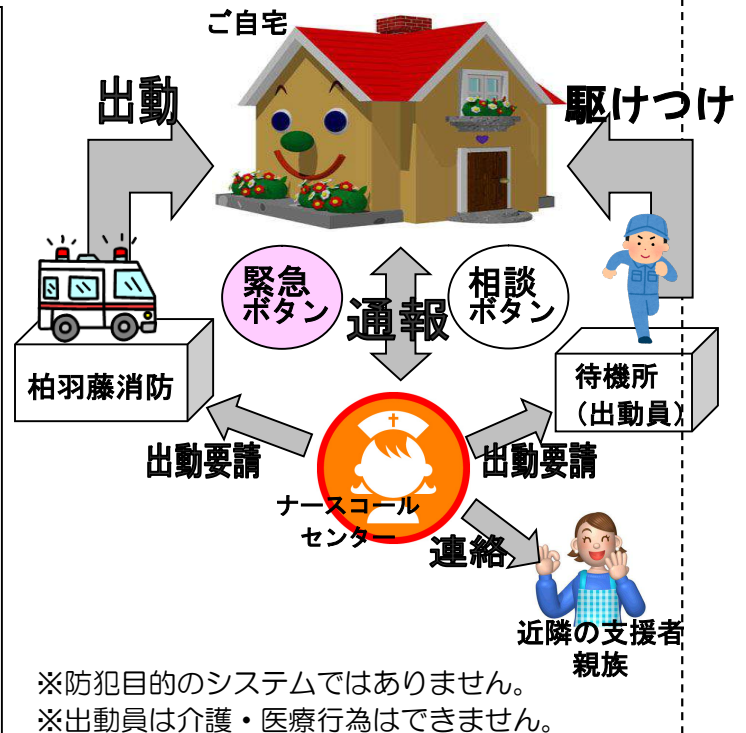 ご自宅
出動
駆けつけ
緊急
ボタン
通報
相談
ボタン
柏羽藤消防
待機所
（出動員）
出動要請
出動要請
ナースコール
センター
連絡
近隣の支援者
親族
※防犯目的のシステムではありません。
※出動員は介護・医療行為はできません。